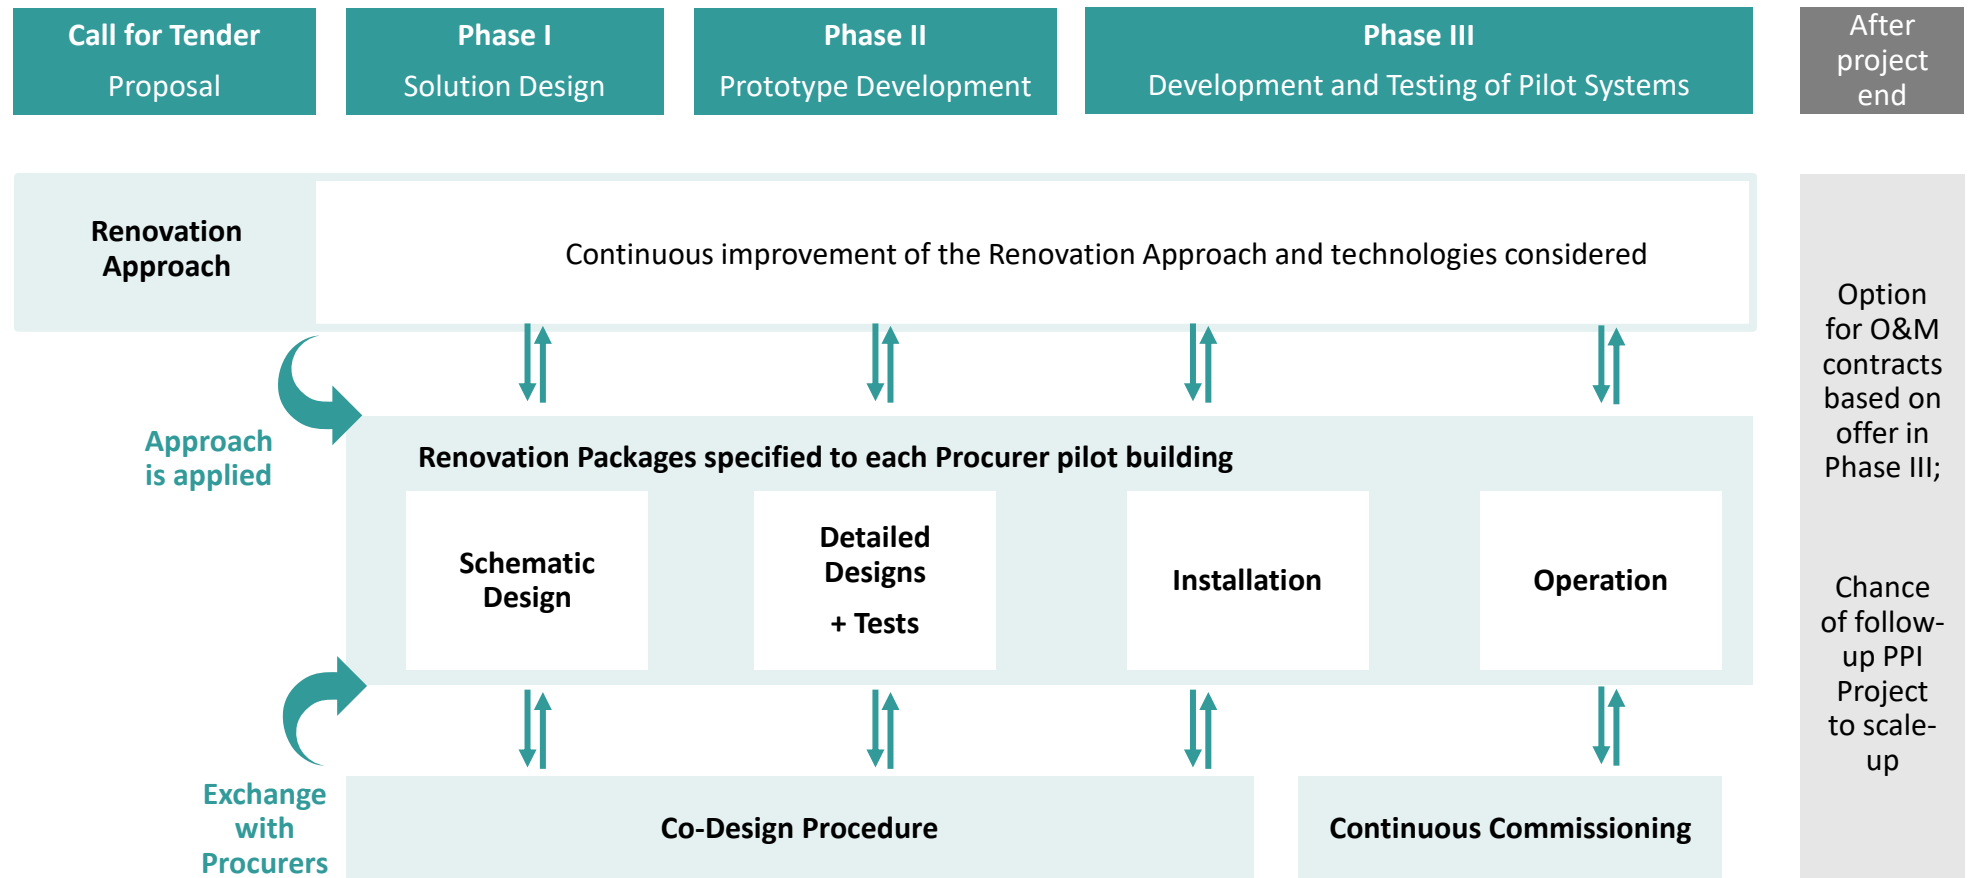 Call for Tender
Proposal
Phase I
Solution Design
Phase II
Prototype Development
Phase III
Development and Testing of Pilot Systems
After
project
end
Renovation
Approach
Continuous improvement of the Renovation Approach and technologies considered
Approach
is applied
Renovation Packages specified to each Procurer pilot building
Schematic
Design
Detailed
Designs
+ Tests
Installation
Operation
Exchange
with
Procurers
Co-Design Procedure
Continuous Commissioning
Option
for O&M
contracts
based on
offer in
Phase III;
Chance
of follow-
up PPI
Project
to scale-
up